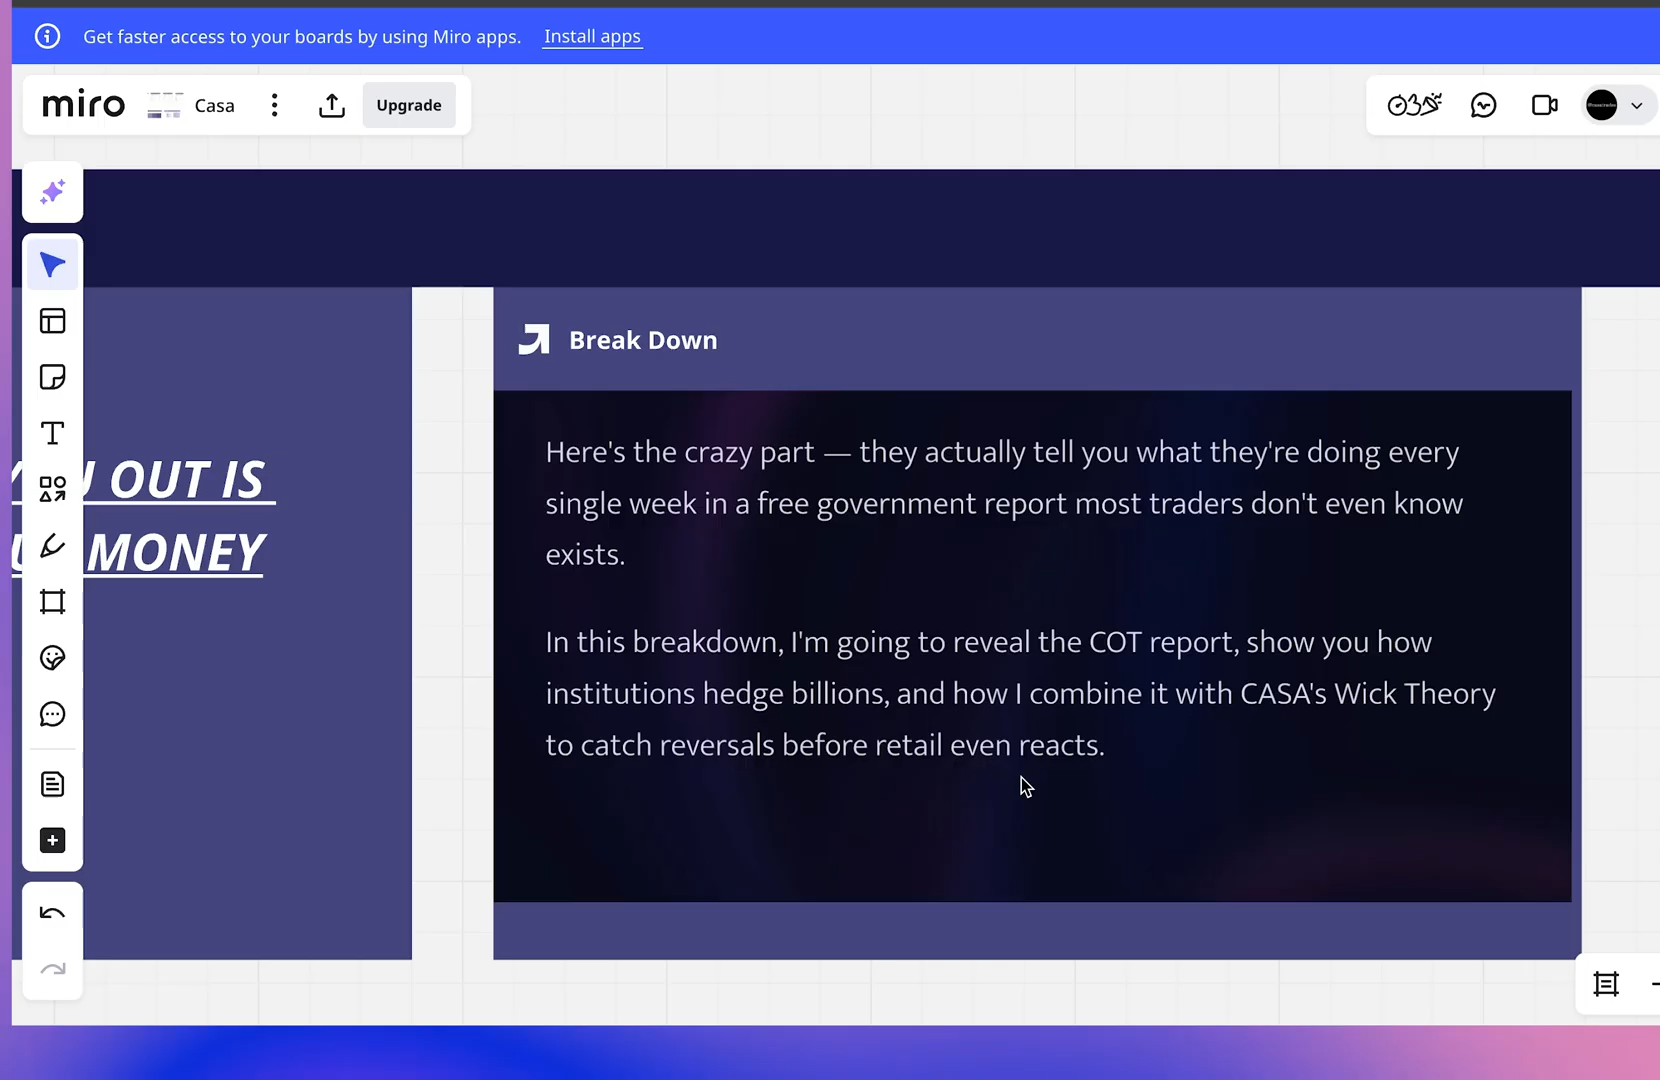 Get faster access to your boards by using Miro apps. Install apps
miro Casa Upgrade
OUT IS
MONEY
Break Down
Here's the crazy part — they actually tell you what they're doing every
single week in a free government report most traders don't even know
exists.
In this breakdown, I'm going to reveal the COT report, show you how
institutions hedge billions, and how I combine it with CASA's Wick Theory
to catch reversals before retail even reacts.